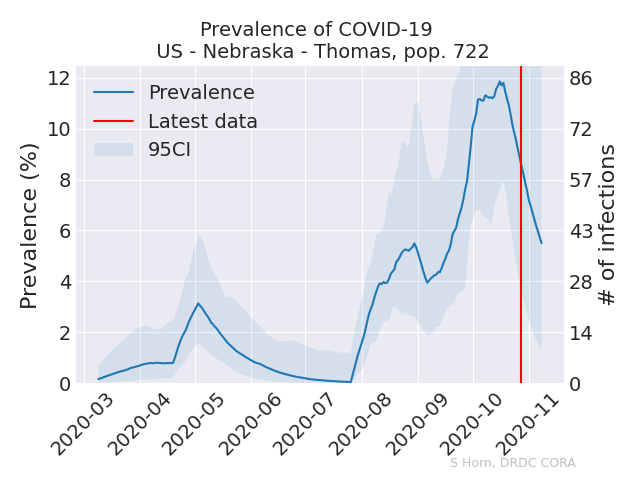 Prevalence of COVID-19
US - Nebraska - Thomas, pop. 722
Prevalence
Latest data
95CI
Prevalence (%)
12
10
8
6
4
2
0
86
72
57
43
28
14
0
# of infections
2020-03
2020-04
2020-05
2020-06
2020-07
2020-08
2020-09
2020-10
2020-11
S Horn, DRDC CORA